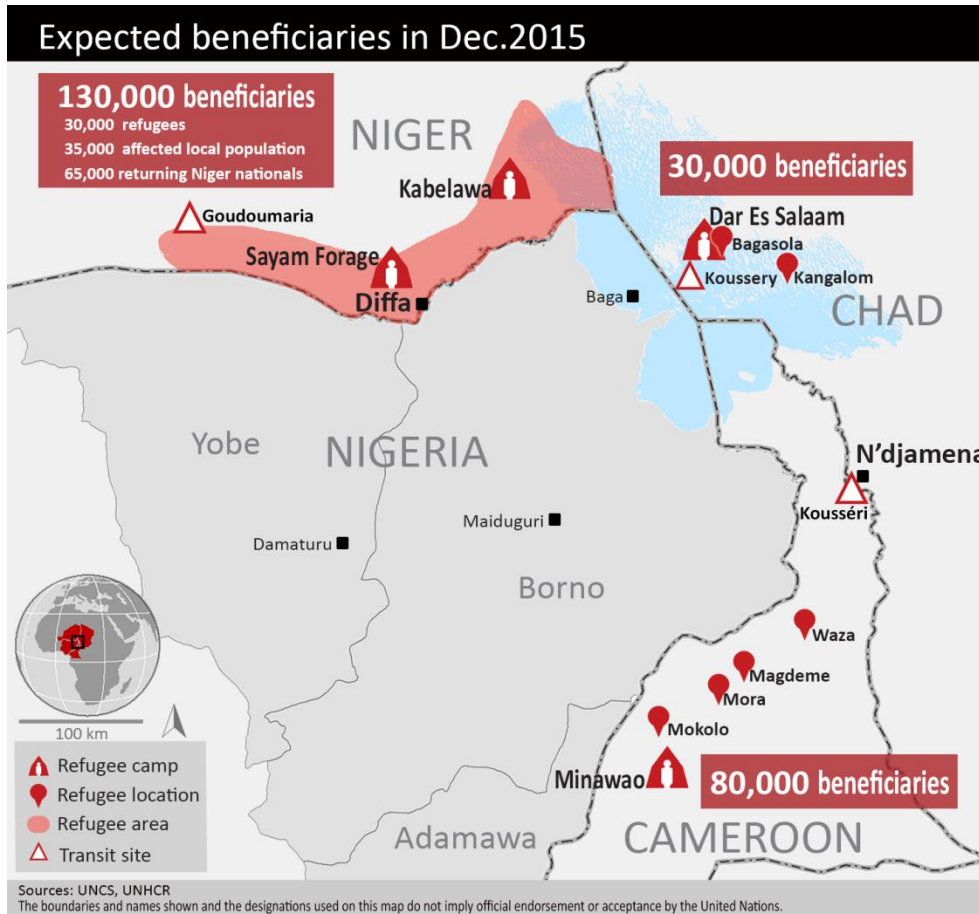 Expected beneficiaries in Dec.2015
130,000 beneficiaries
30,000 refugees
35,000 affected local population
65,000 returning Niger nationals
NIGER
30,000 beneficiaries
Kabelawa
Goudoumaria
Dar Es Salaam
Bagasola
Sayam Forage
Koussery
Kangalom
Diffa
Baga
CHAD
Yobe
NIGERIA
N'djamena
Kousséri
Maiduguri
Damaturu
Borno
Waza
Magdeme
Mora
Mokolo
Minawao
80,000 beneficiaries
Adamawa
CAMEROON
100 km
Refugee camp
Refugee location
Refugee area
Transit site
Sources: UNCS, UNHCR
The boundaries and names shown and the designations used on this map do not imply official endorsement or acceptance by the United Nations.